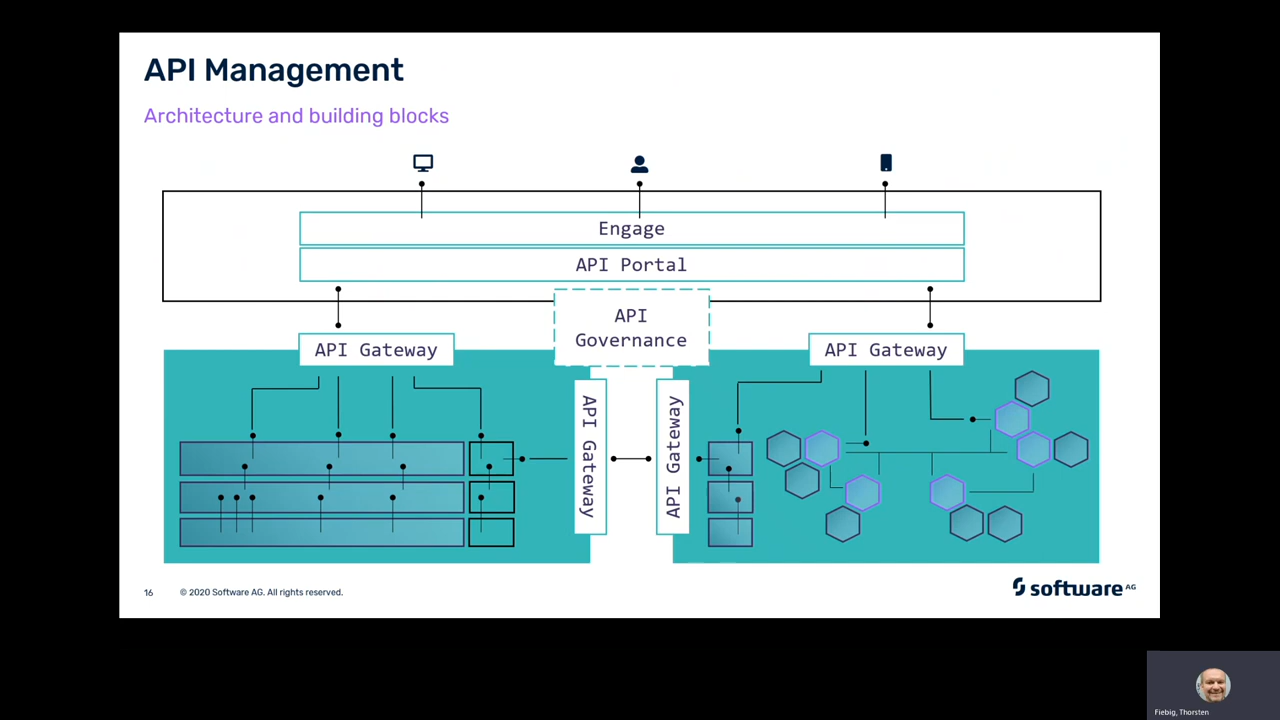 API Management
Architecture and building blocks
Engage
API Portal
API
Governance
API Gateway
API Gateway
API Gateway
API Gateway
16
© 2020 Software AG. All rights reserved.
software AG
Fiebig, Thorsten